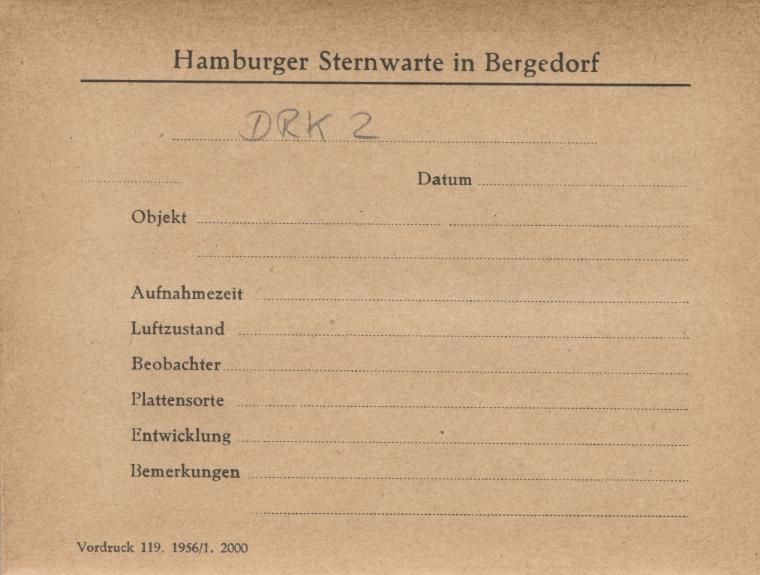 Hamburger Sternwarte in Bergedorf
DRK 2
Datum
Objekt
Aufnahmezeit
Luftzustand
Beobachter
Plattensorte
Entwicklung
Bemerkungen
Vordruck 119. 1956/1. 2000